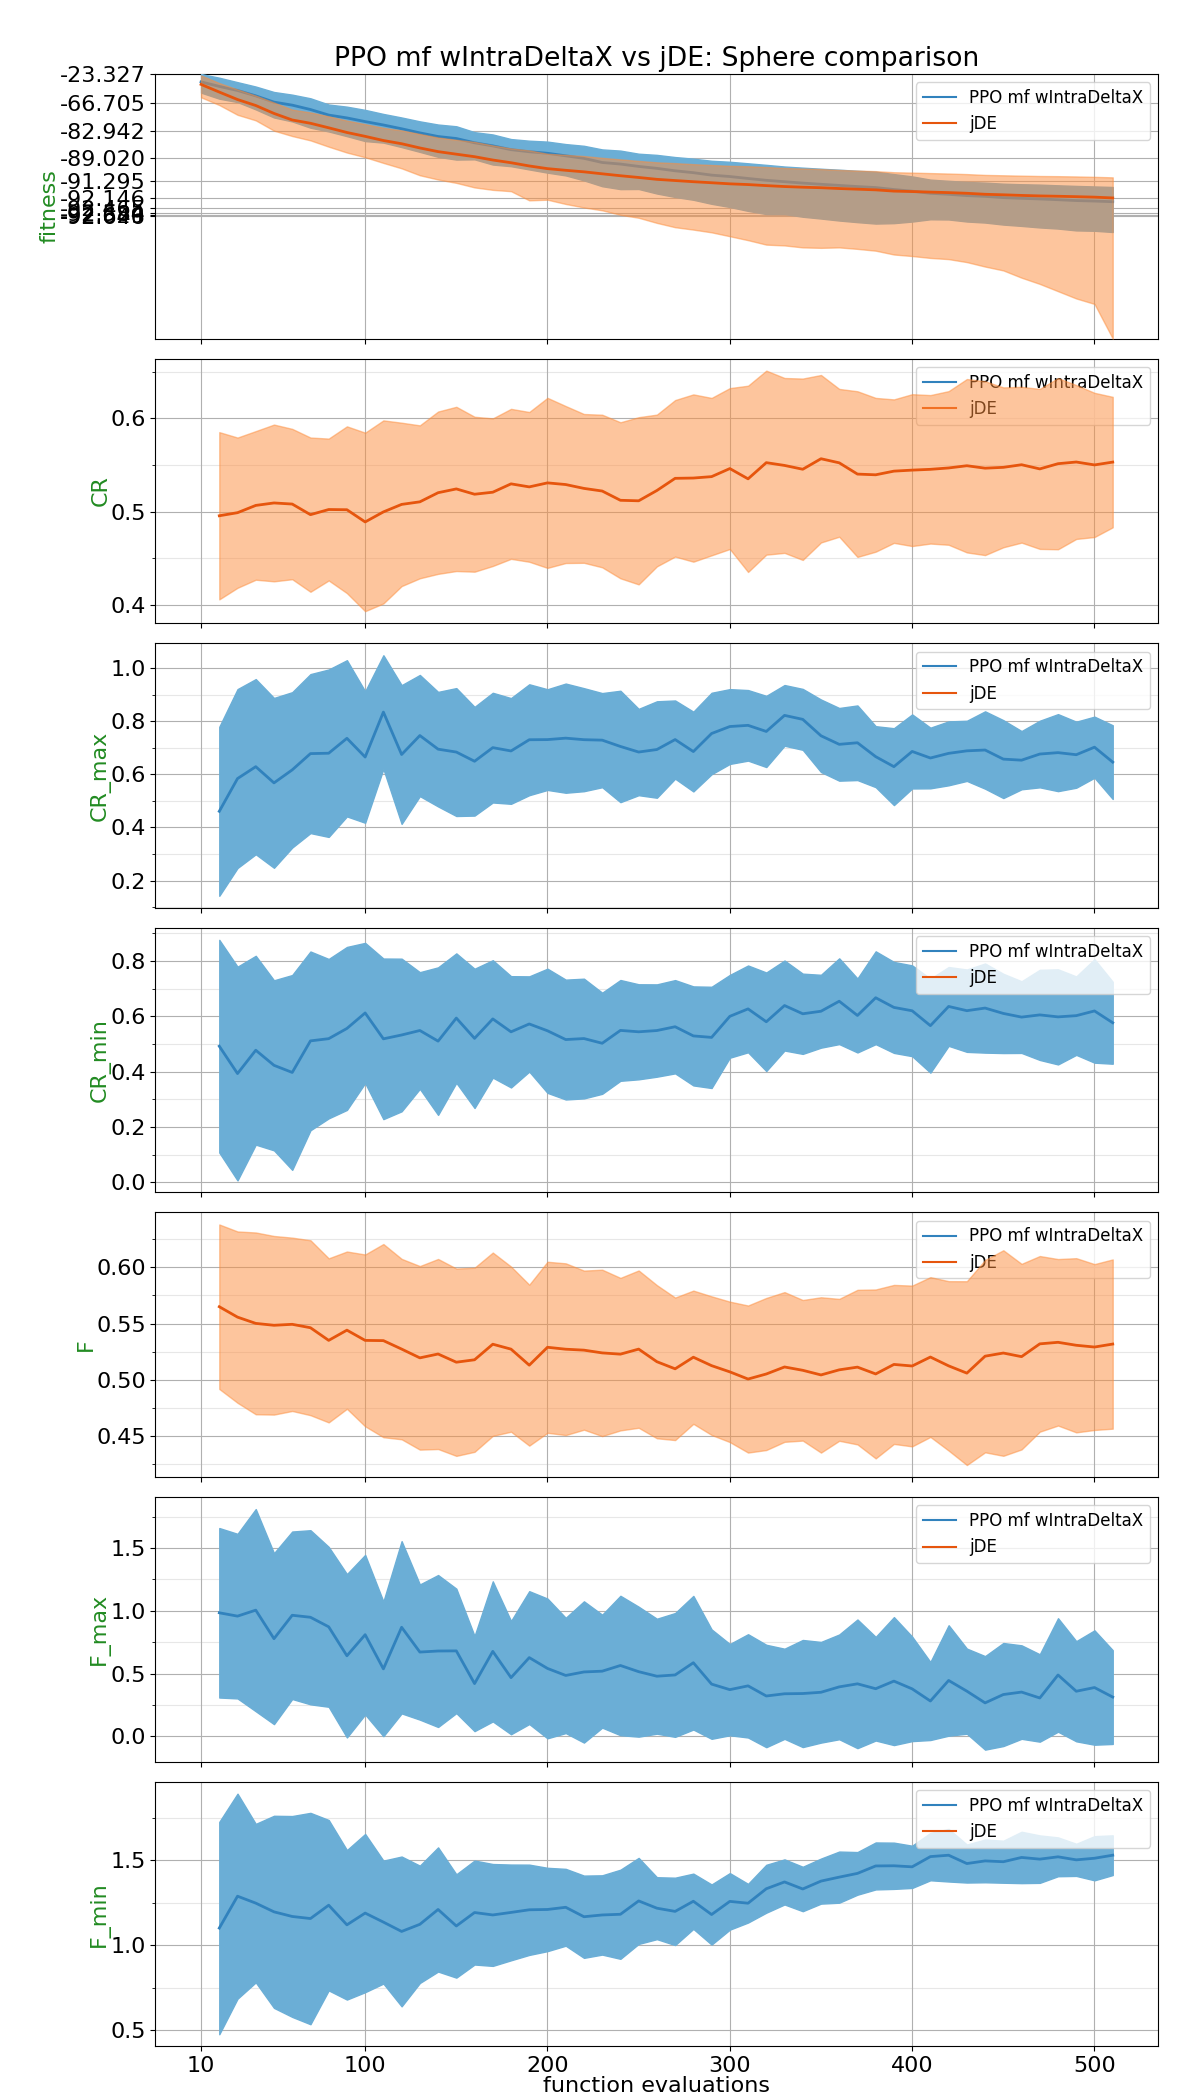 PPO mf wIntraDeltaX vs jDE: Sphere comparison
-23.327
-66.705
-82.942
-89.020
-91.295
-92.146
fitness
PPO mf wIntraDeltaX
jDE
0.6
0.5
0.4
CR
PPO mf wIntraDeltaX
jDE
1.0
0.8
0.6
0.4
0.2
CR_max
PPO mf wIntraDeltaX
jDE
0.8
0.6
0.4
0.2
0.0
CR_min
PPO mf wIntraDeltaX
jDE
0.60
0.55
0.50
0.45
F
PPO mf wIntraDeltaX
jDE
1.5
1.0
0.5
0.0
F_max
PPO mf wIntraDeltaX
jDE
1.5
1.0
0.5
F_min
PPO mf wIntraDeltaX
jDE
10 100 200 300 400 500
function evaluations